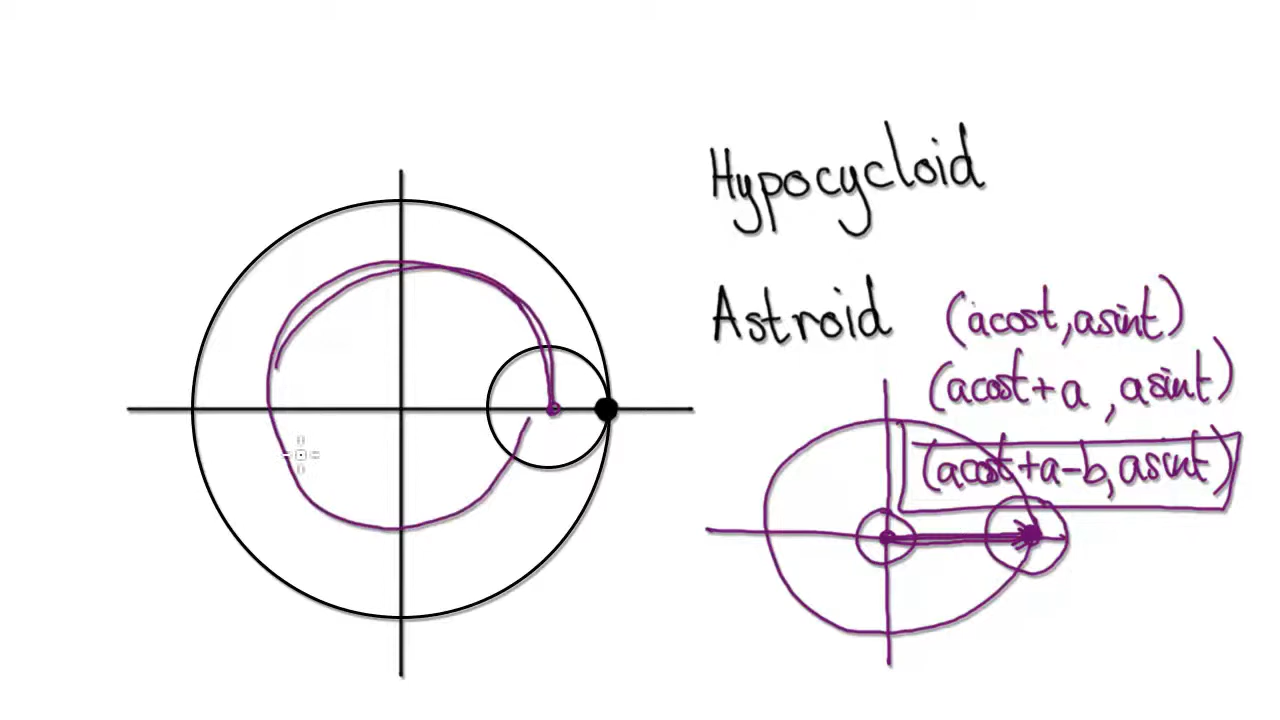 Hypocycloid
Astroid
(acost, asint)
(acost+a, asint)
(acost+a-b, asint)